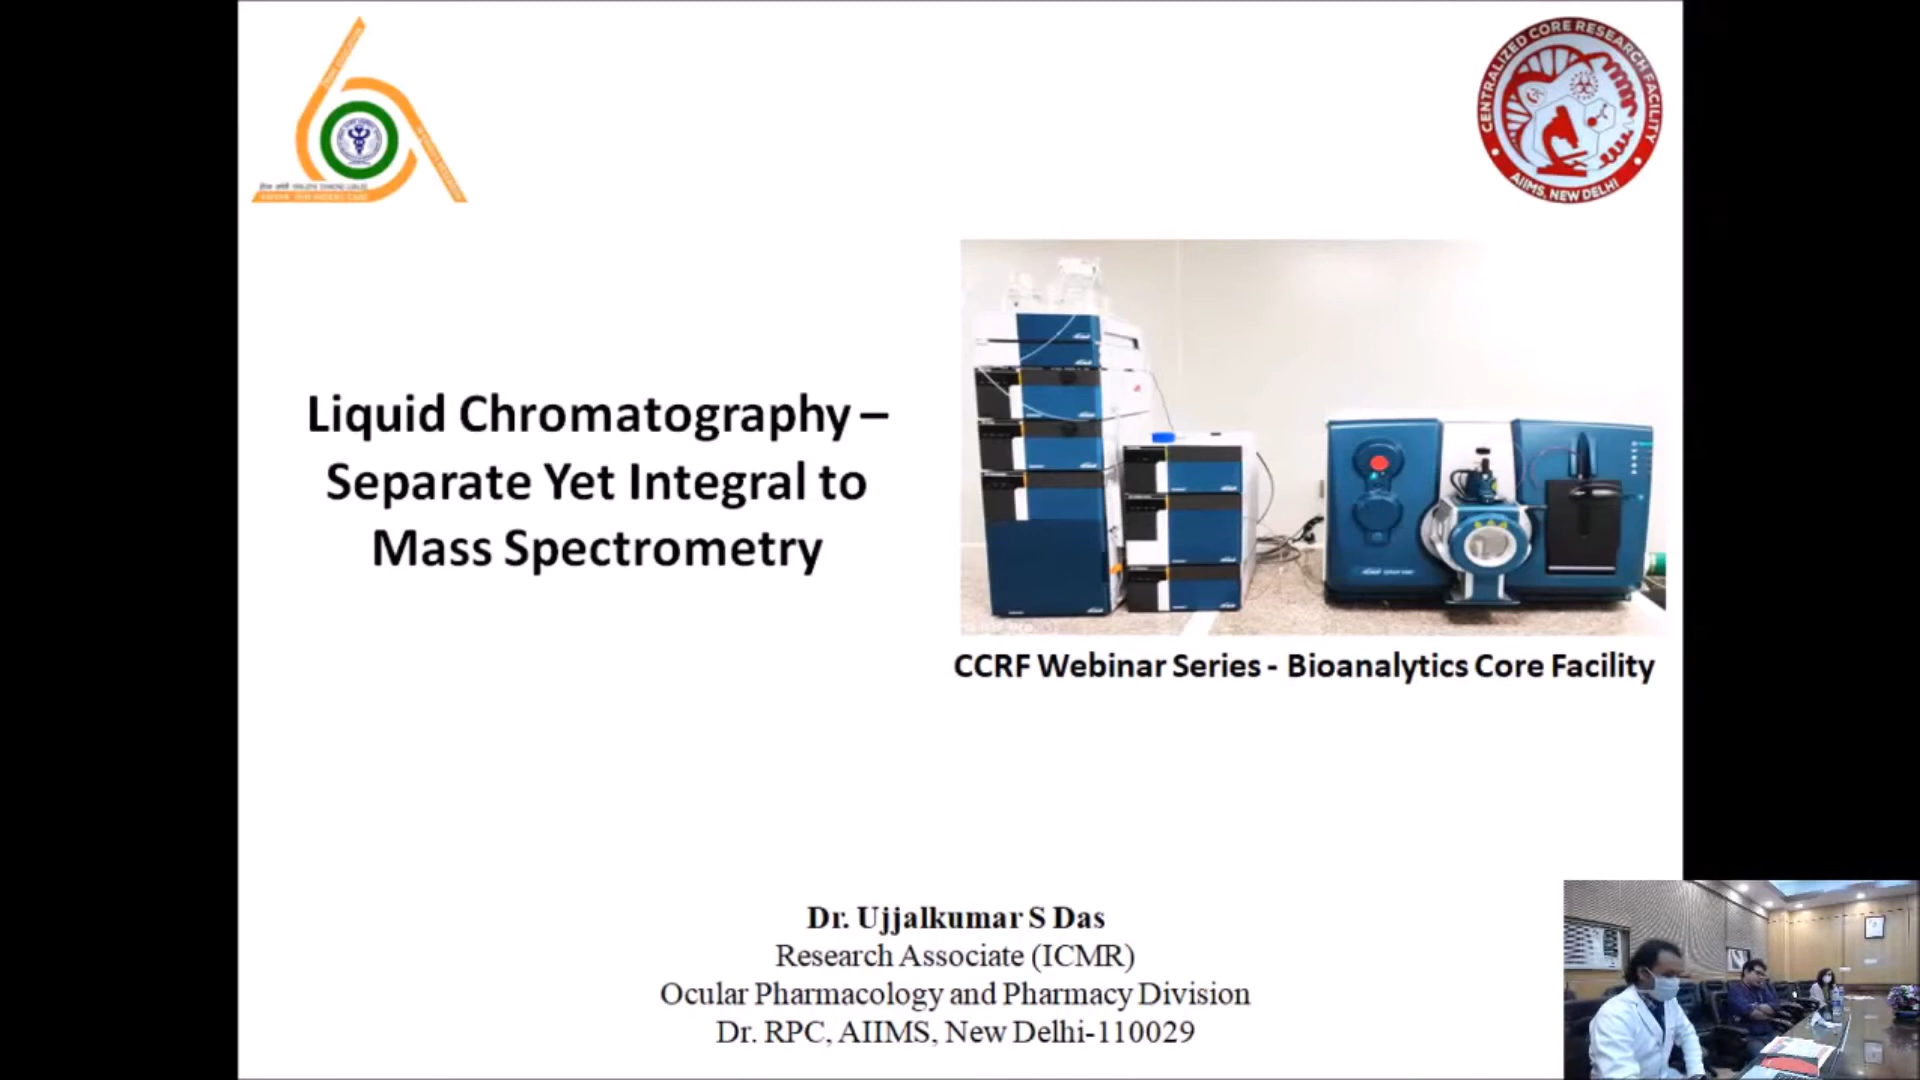 CENTRALIZED CORE RESEARCH FACILITY
AIIMS, NEW DELHI
Liquid Chromatography –
Separate Yet Integral to
Mass Spectrometry
CCRF Webinar Series - Bioanalytics Core Facility
Dr. Ujjalkumar S Das
Research Associate (ICMR)
Ocular Pharmacology and Pharmacy Division
Dr. RPC, AIIMS, New Delhi-110029